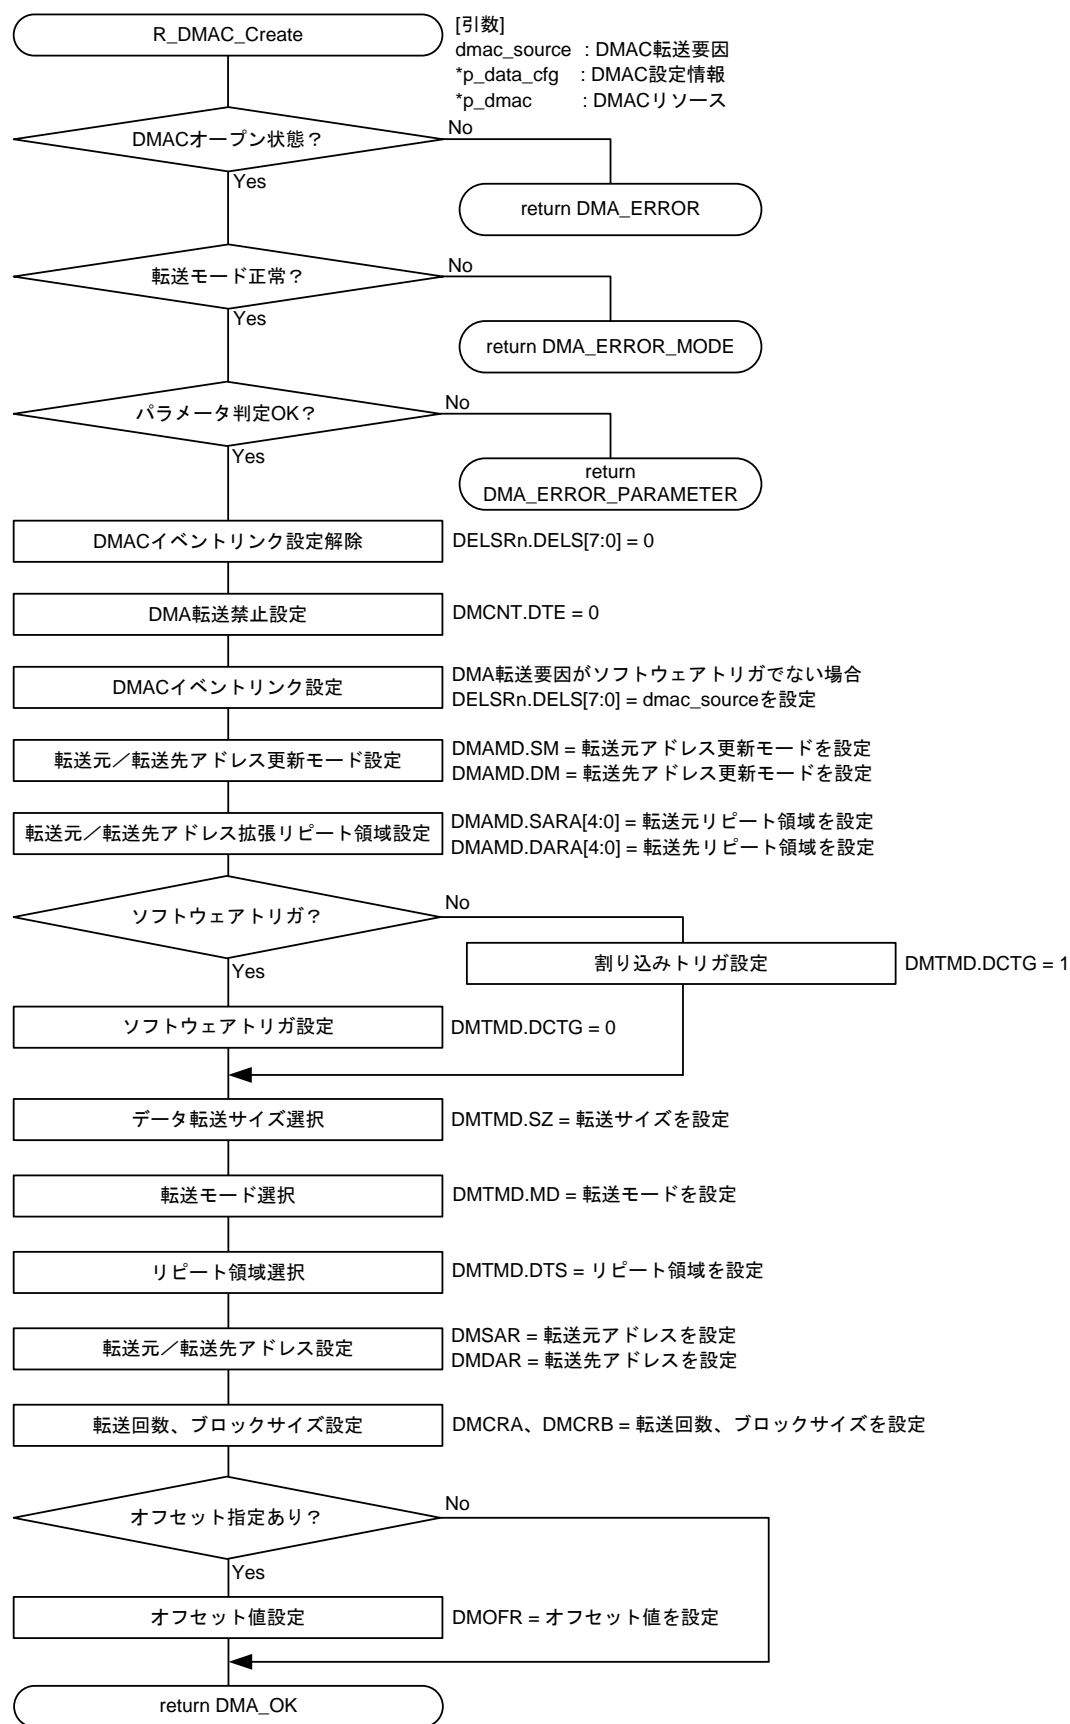 R_DMAC_Create
[引数]
dmac_source : DMAC転送要因
*p_data_cfg : DMAC設定情報
*p_dmac : DMACリソース
DMACオープン状態？
No
Yes
return DMA_ERROR
転送モード正常？
No
Yes
return DMA_ERROR_MODE
パラメータ判定OK？
No
Yes
return
DMA_ERROR_PARAMETER
DMACイベントリンク設定解除
DELSRn.DELS[7:0] = 0
DMA転送禁止設定
DMCNT.DTE = 0
DMACイベントリンク設定
DMA転送要因がソフトウェアトリガでない場合
DELSRn.DELS[7:0] = dmac_sourceを設定
転送元／転送先アドレス更新モード設定
DMAMD.SM = 転送元アドレス更新モードを設定
DMAMD.DM = 転送先アドレス更新モードを設定
転送元／転送先アドレス拡張リピート領域設定
DMAMD.SARA[4:0] = 転送元リピート領域を設定
DMAMD.DARA[4:0] = 転送先リピート領域を設定
ソフトウェアトリガ？
No
Yes
割り込みトリガ設定
DMTMD.DCTG = 1
ソフトウェアトリガ設定
DMTMD.DCTG = 0
データ転送サイズ選択
DMTMD.SZ = 転送サイズを設定
転送モード選択
DMTMD.MD = 転送モードを設定
リピート領域選択
DMTMD.DTS = リピート領域を設定
転送元／転送先アドレス設定
DMSAR = 転送元アドレスを設定
DMDAR = 転送先アドレスを設定
転送回数、ブロックサイズ設定
DMCRA、DMCRB = 転送回数、ブロックサイズを設定
オフセット指定あり？
No
Yes
オフセット値設定
DMOFR = オフセット値を設定
return DMA_OK